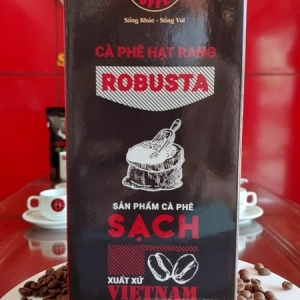 Sống Khỏe - Sống Vui
CÀ PHÊ HẠT RANG
ROBUSTA
SẢN PHẨM CÀ PHÊ
SẠCH
XUẤT XỨ
VIETNAM